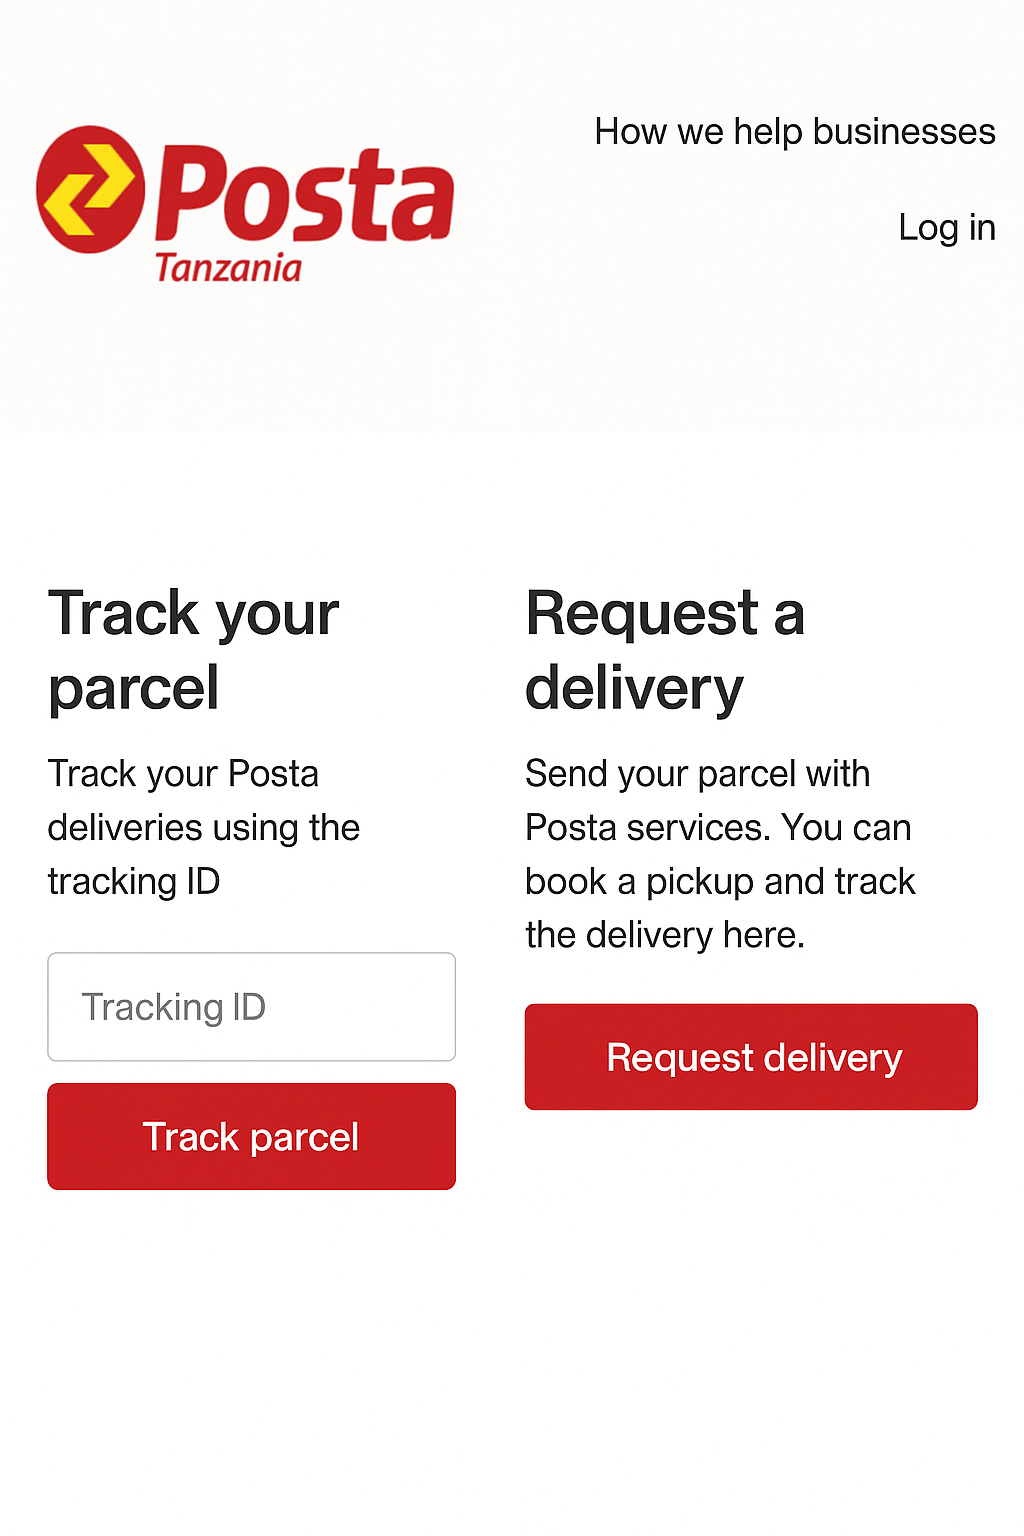 Posta
Tanzania
How we help businesses
Log in
Track your
parcel
Track your Posta
deliveries using the
tracking ID
Tracking ID
Track parcel
Request a
delivery
Send your parcel with
Posta services. You can
book a pickup and track
the delivery here.
Request delivery